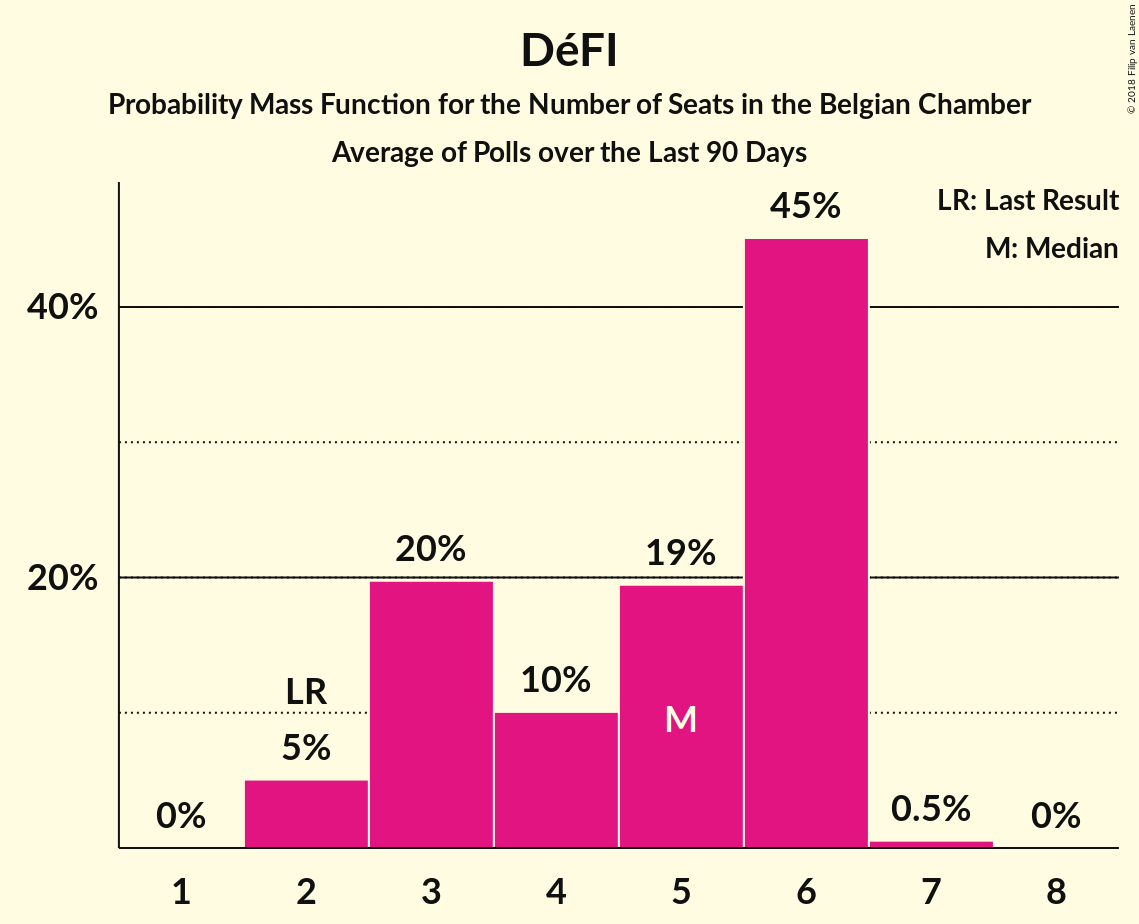 DéFI
Probability Mass Function for the Number of Seats in the Belgian Chamber
Average of Polls over the Last 90 Days
© 2018 Filip van Laenen
LR: Last Result
M: Median
45%
40%
20%
19%
20%
10%
LR
M
5%
0%
0.5%
0%
1 2 3 4 5 6 7 8